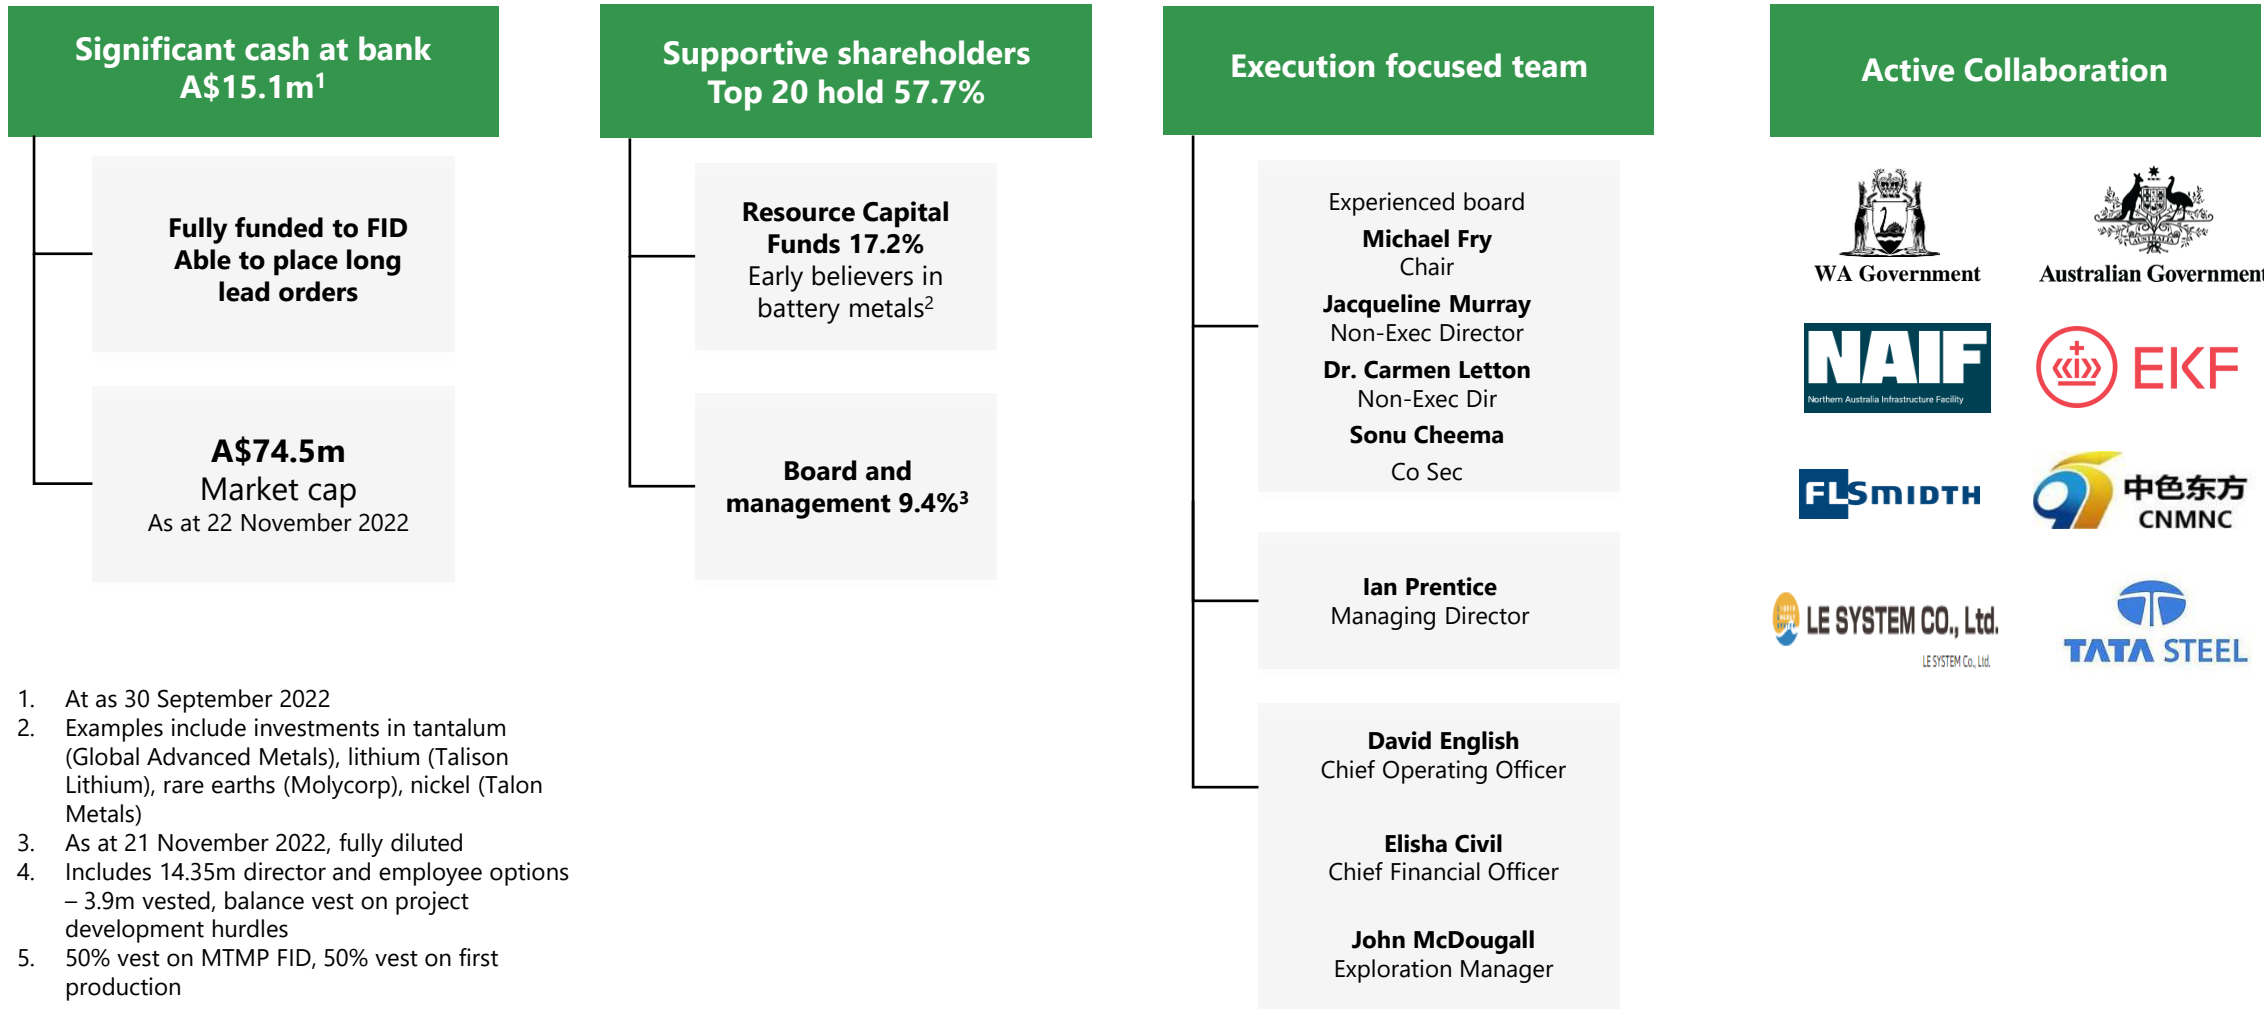 Significant cash at bank
A$15.1m¹
Fully funded to FID
Able to place long
lead orders
A$74.5m
Market cap
As at 22 November 2022
Supportive shareholders
Top 20 hold 57.7%
Resource Capital
Funds 17.2%
Early believers in
battery metals²
Board and
management 9.4%³
Execution focused team
Experienced board
Michael Fry
Chair
Jacqueline Murray
Non-Exec Director
Dr. Carmen Letton
Non-Exec Dir
Sonu Cheema
Co Sec
Ian Prentice
Managing Director
David English
Chief Operating Officer
Elisha Civil
Chief Financial Officer
John McDougall
Exploration Manager
Active Collaboration
WA Government
AUSTRALIA
Australian Government
NAIF
Northern Australia Infrastructure Facility
EKF
FLSMIDTH
中色东方
CNMNC
LE SYSTEM CO., Ltd.
LE SYSTEM Co., Ltd.
TATA STEEL
1. At as 30 September 2022
2. Examples include investments in tantalum
(Global Advanced Metals), lithium (Talison
Lithium), rare earths (Molycorp), nickel (Talon
Metals)
3. As at 21 November 2022, fully diluted
4. Includes 14.35m director and employee options
– 3.9m vested, balance vest on project
development hurdles
5. 50% vest on MTMP FID, 50% vest on first
production